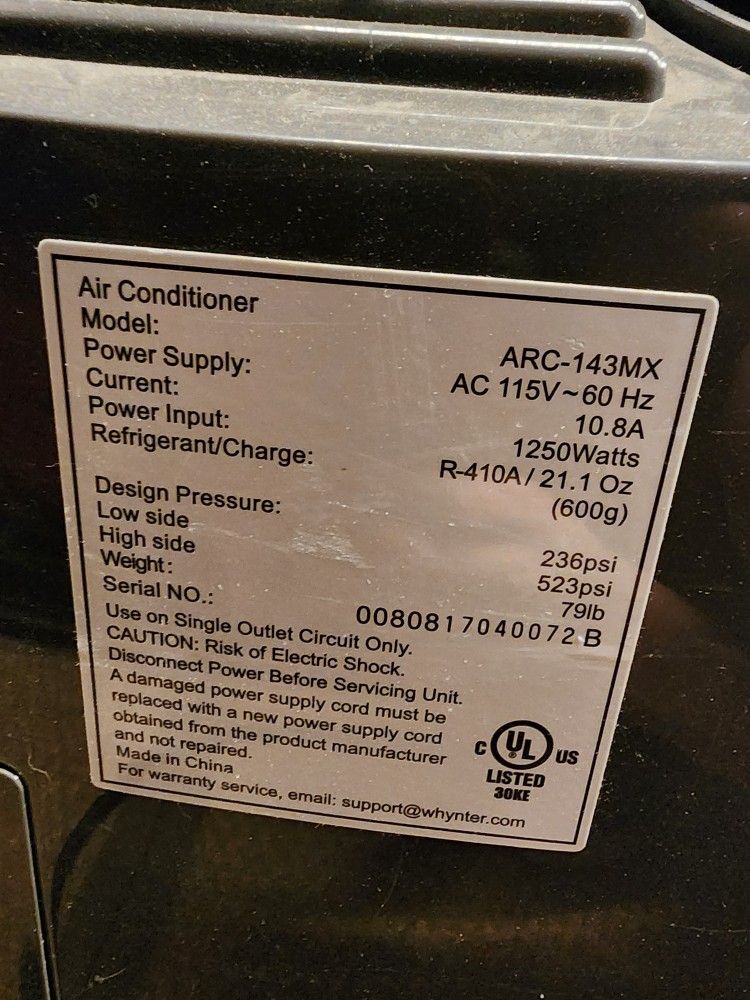 Air Conditioner
Model: ARC-143MX
Power Supply: AC 115V~60 Hz
Current: 10.8A
Power Input: 1250Watts
Refrigerant/Charge: R-410A/ 21.1 Oz
(600g)
Design Pressure:
Low side 236psi
High side 523psi
Weight: 79lb
Serial NO.: 0080817040072 B
Use on Single Outlet Circuit Only.
CAUTION: Risk of Electric Shock.
Disconnect Power Before Servicing Unit.
A damaged power supply cord must be
replaced with a new power supply cord
obtained from the product manufacturer
and not repaired.
Made in China
For warranty service, email: support@whynter.com
C UL US
®
LISTED
30KE